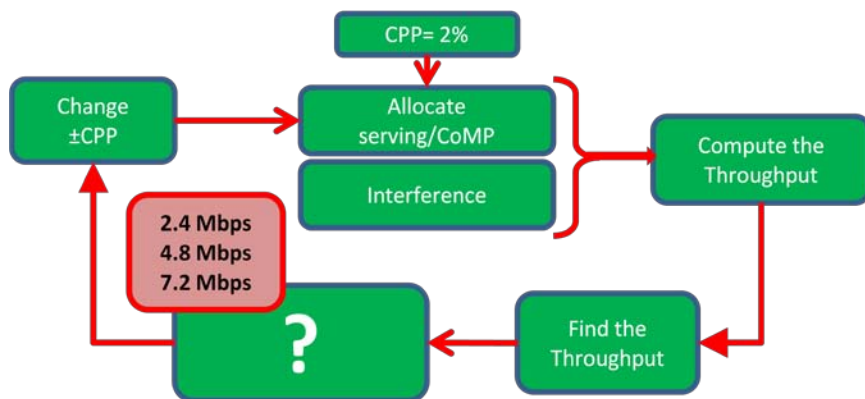 CPP= 2%
Change
±CPP
Allocate
serving/CoMP
Interference
Compute the
Throughput
2.4 Mbps
4.8 Mbps
7.2 Mbps
?
Find the
Throughput